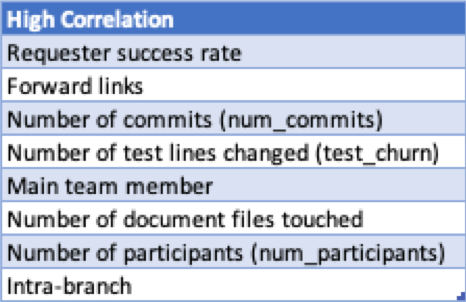 High Correlation
Requester success rate
Forward links
Number of commits (num_commits)
Number of test lines changed (test_churn)
Main team member
Number of document files touched
Number of participants (num_participants)
Intra-branch